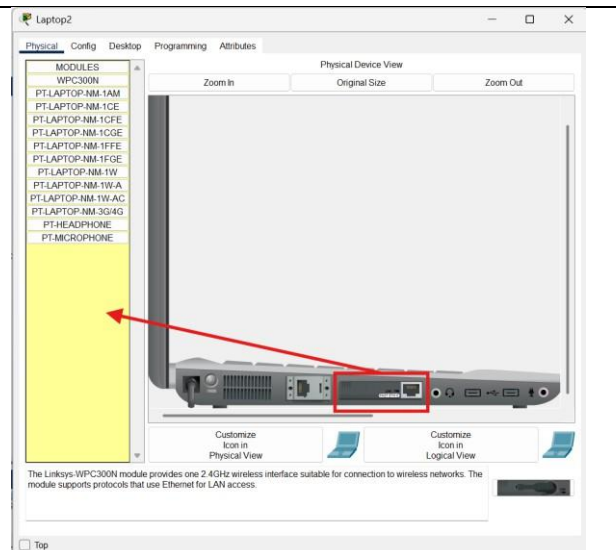 Laptop2
Physical Config Desktop Programming Attributes
MODULES
WPC300N
PT-LAPTOP-NM-1AM
PT-LAPTOP-NM-1CE
PT-LAPTOP-NM-1CFE
PT-LAPTOP-NM-1CGE
PT-LAPTOP-NM-1FFE
PT-LAPTOP-NM-1FGE
PT-LAPTOP-NM-1W
PT-LAPTOP-NM-1W-A
PT-LAPTOP-NM-1W-AC
PT-LAPTOP-NM-3G/4G
PT-HEADPHONE
PT-MICROPHONE
Physical Device View
Zoom In Original Size Zoom Out
Customize
Icon in
Physical View
Customize
Icon in
Logical View
The Linksys-WPC300N module provides one 2.4GHz wireless interface suitable for connection to wireless networks. The
module supports protocols that use Ethernet for LAN access.
Top